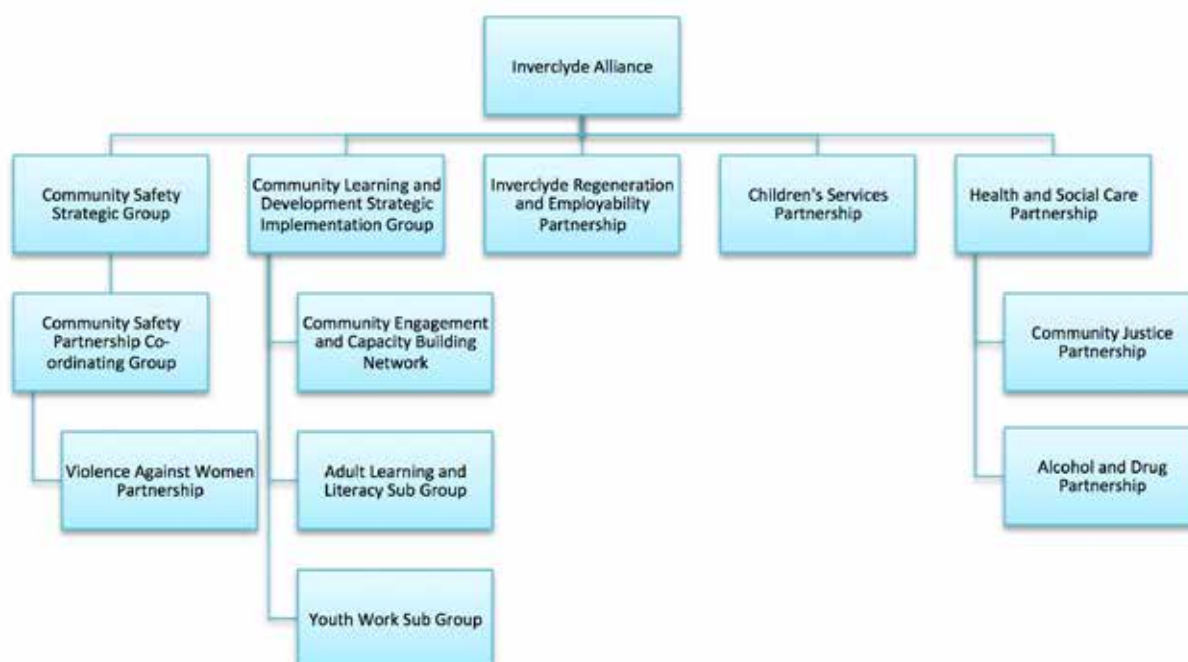 Inverclyde Alliance
Community Safety
Strategic Group
Community Learning and
Development Strategic
Implementation Group
Inverclyde Regeneration
and Employability
Partnership
Children's Services
Partnership
Health and Social Care
Partnership
Community Safety
Partnership Co-
ordinating Group
Community Engagement
and Capacity Building
Network
Community Justice
Partnership
Violence Against Women
Partnership
Adult Learning and
Literacy Sub Group
Alcohol and Drug
Partnership
Youth Work Sub Group